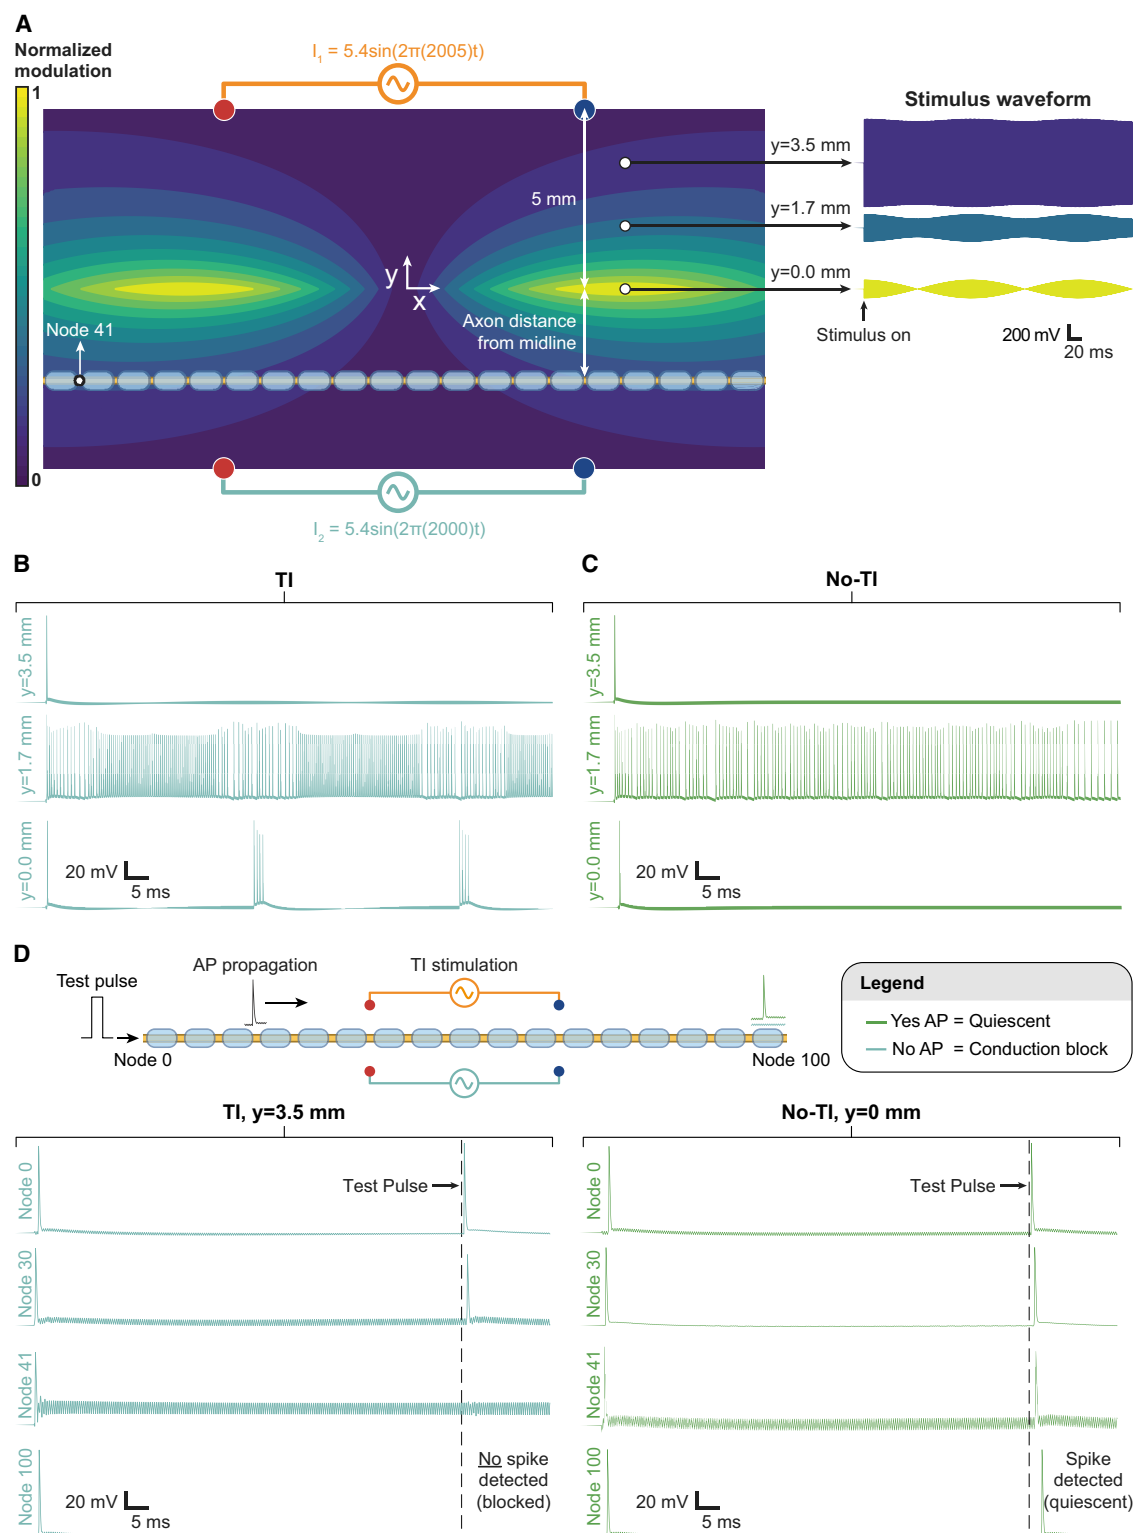 A
Normalized
modulation
1
0
I1 = 5.4sin(2π(2005)t)
5 mm
y
x
Node 41
Axon distance
from midline
I2 = 5.4sin(2π(2000)t)
Stimulus waveform
y=3.5 mm
y=1.7 mm
y=0.0 mm
Stimulus on
200 mV
20 ms
B
TI
y=3.5 mm
y=1.7 mm
y=0.0 mm
20 mV
5 ms
C
No-TI
y=3.5 mm
y=1.7 mm
y=0.0 mm
20 mV
5 ms
D
Test pulse
AP propagation
TI stimulation
Node 0
Node 100
Legend
Yes AP = Quiescent
No AP = Conduction block
TI, y=3.5 mm
Node 0
Test Pulse
Node 30
Node 41
Node 100
20 mV
5 ms
No spike
detected
(blocked)
No-TI, y=0 mm
Node 0
Test Pulse
Node 30
Node 41
Node 100
20 mV
5 ms
Spike
detected
(quiescent)